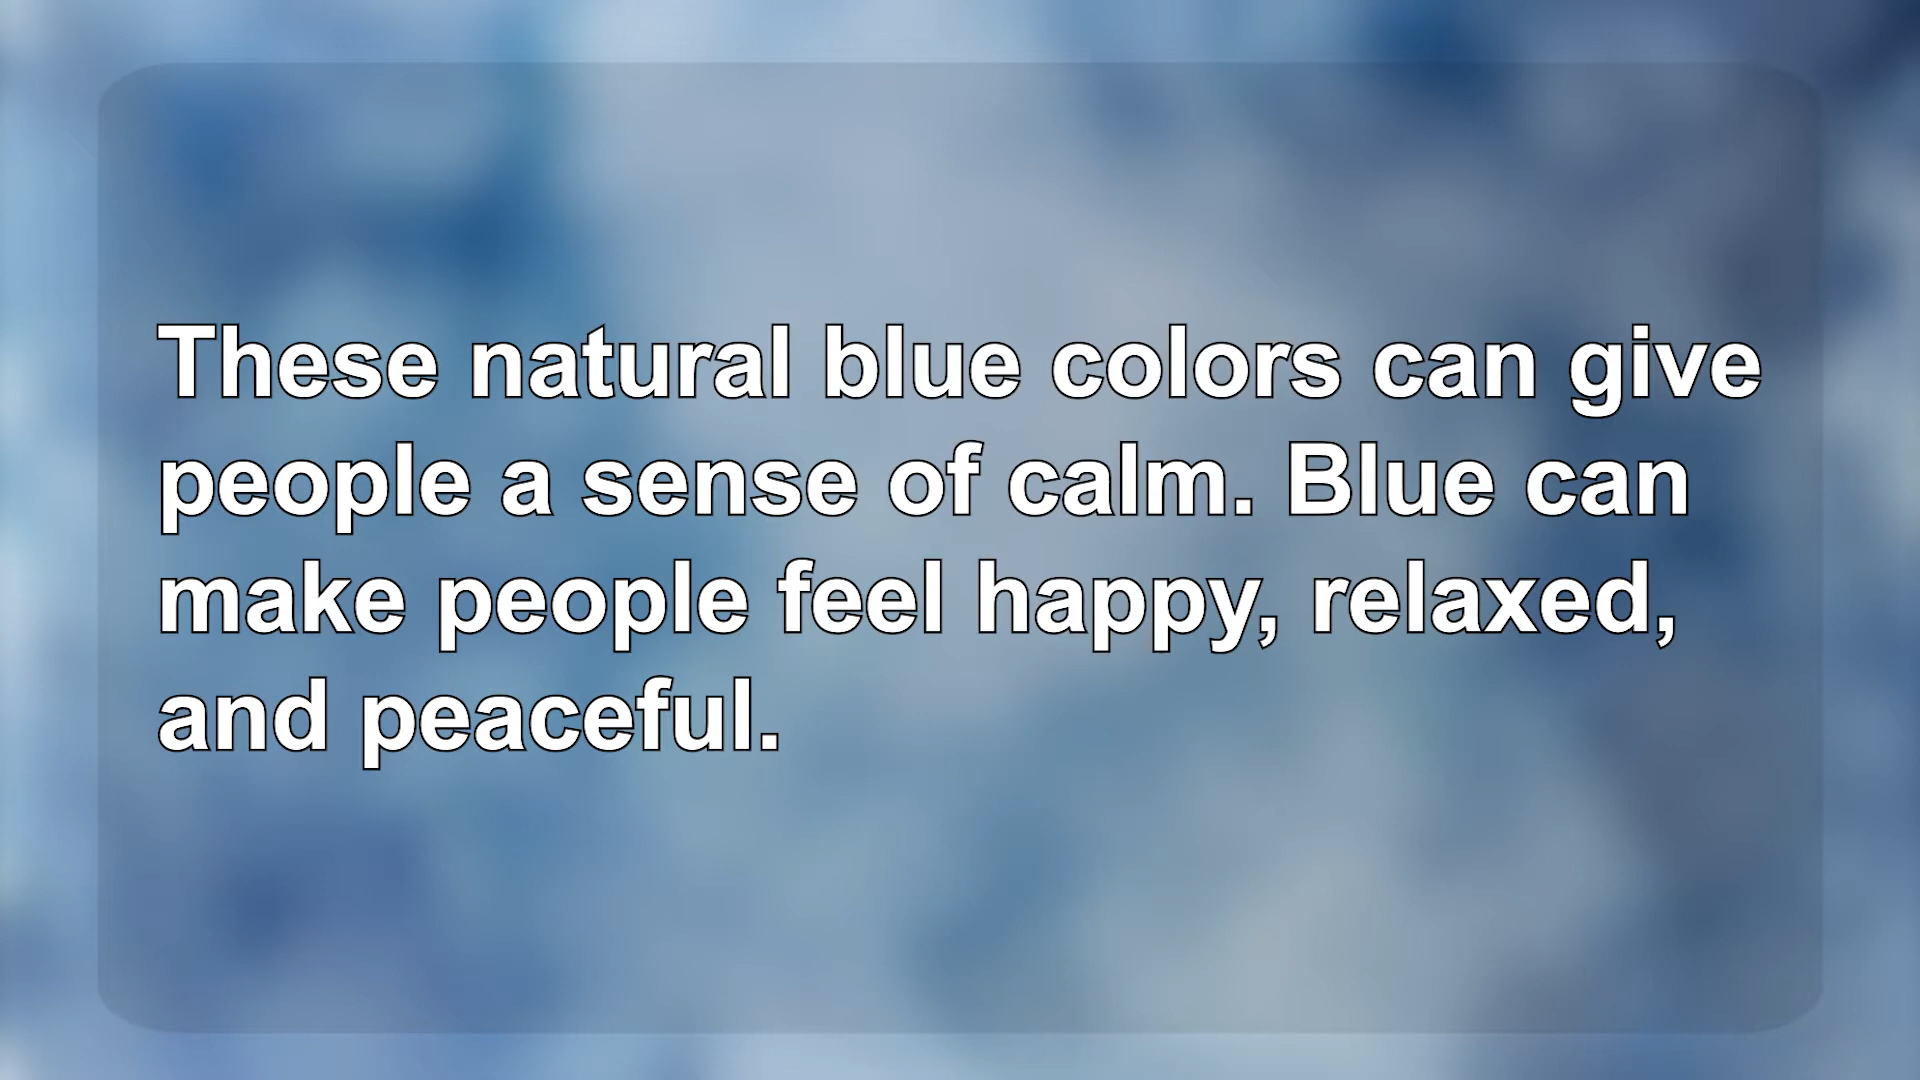 These natural blue colors can give
people a sense of calm. Blue can
make people feel happy, relaxed,
and peaceful.